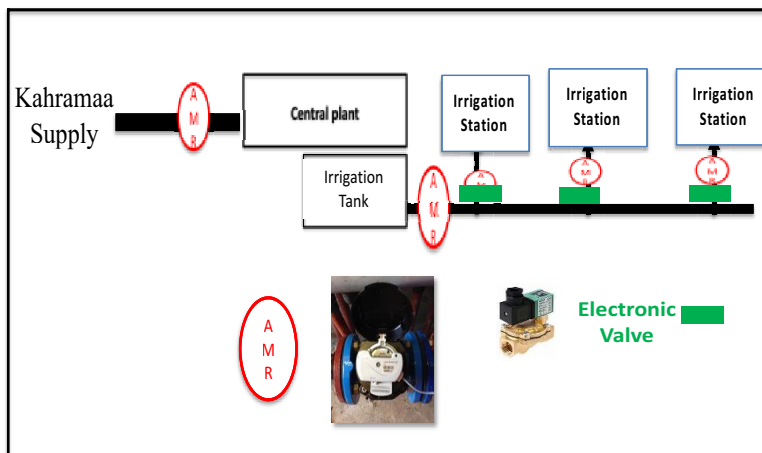 Kahramaa
Supply
A
M
R
Central plant
Irrigation
Tank
A
M
R
Irrigation
Station
A
M
Irrigation
Station
A
M
R
Irrigation
Station
A
M
R
A
M
R
Electronic
Valve